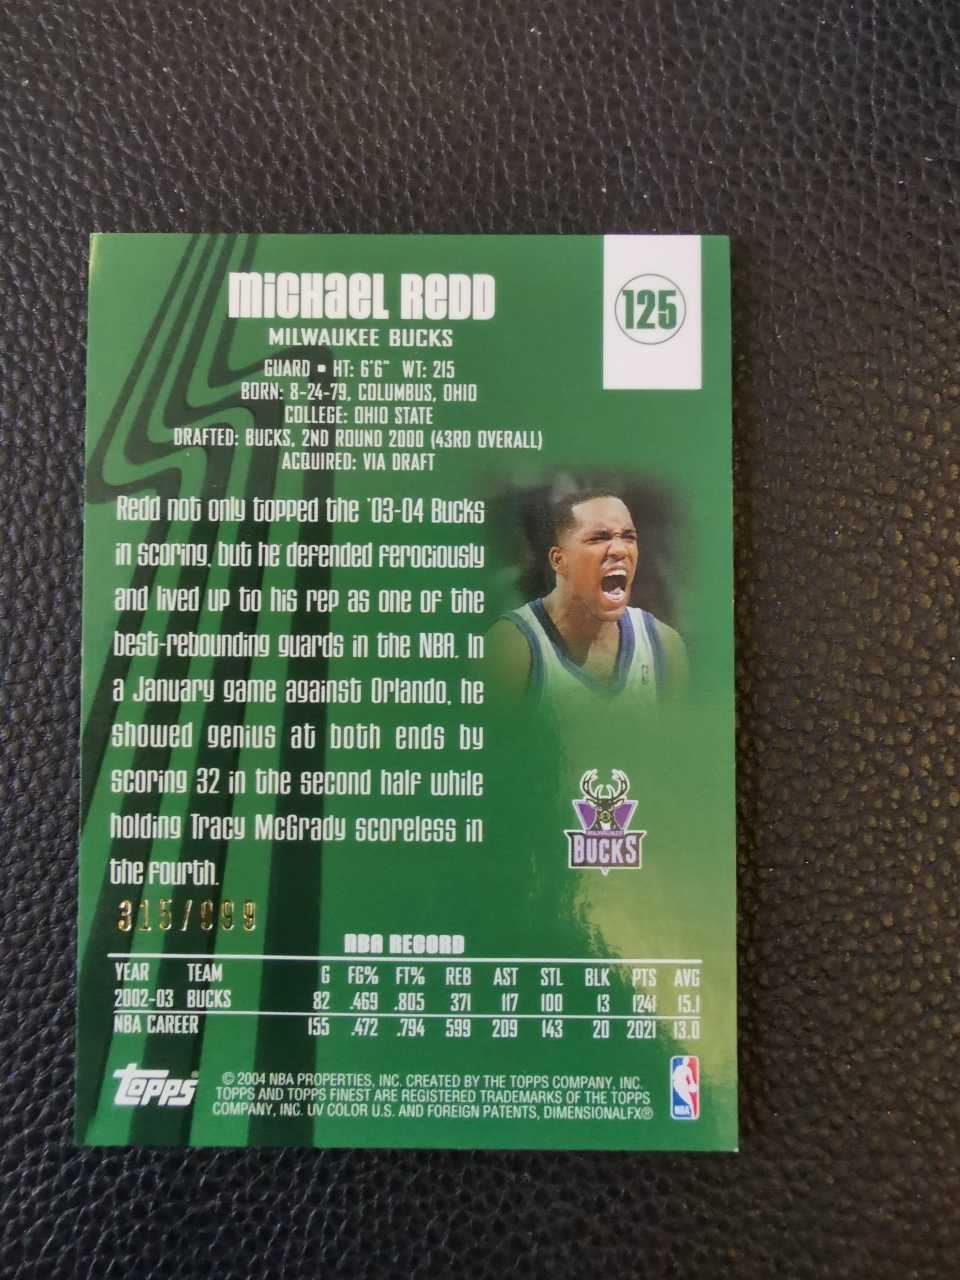 MICHAEL REDD
125
MILWAUKEE BUCKS
GUARD ▪ HT: 6'6" WT: 215
BORN: 8-24-79, COLUMBUS, OHIO
COLLEGE: OHIO STATE
DRAFTED: BUCKS, 2ND ROUND 2000 (43RD OVERALL)
ACQUIRED: VIA DRAFT
Redd not only topped the '03-04 Bucks
in scoring, but he defended ferociously
and lived up to his rep as one of the
best-rebounding guards in the NBA. In
a January game against Orlando, he
showed genius at both ends by
scoring 32 in the second half while
holding Tracy McGrady scoreless in
the fourth.
MILWAUKEE
BUCKS
315/999
NBA RECORD
YEAR TEAM G FG% FT% REB AST STL BLK PTS AVG
2002-03 BUCKS 82 .469 .805 371 117 100 13 1241 15.1
NBA CAREER 155 .472 .794 599 209 143 20 2021 13.0
Topps
© 2004 NBA PROPERTIES, INC. CREATED BY THE TOPPS COMPANY, INC.
TOPPS AND TOPPS FINEST ARE REGISTERED TRADEMARKS OF THE TOPPS
COMPANY, INC. UV COLOR U.S. AND FOREIGN PATENTS, DIMENSIONALFX®
NBA